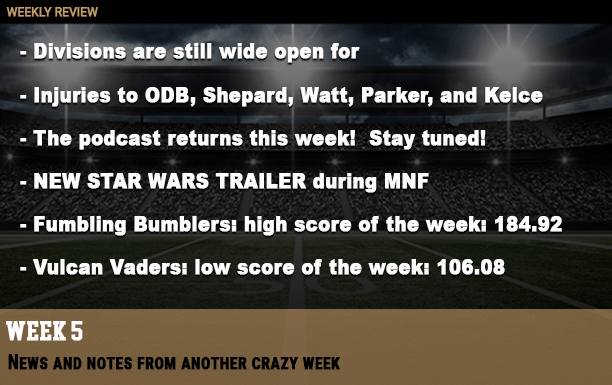 WEEKLY REVIEW
- Divisions are still wide open for
- Injuries to ODB, Shepard, Watt, Parker, and Kelce
- The podcast returns this week!  Stay tuned!
- NEW STAR WARS TRAILER during MNF
- Fumbling Bumblers: high score of the week: 184.92
- Vulcan Vaders: low score of the week: 106.08
WEEK 5
News and notes from another crazy week